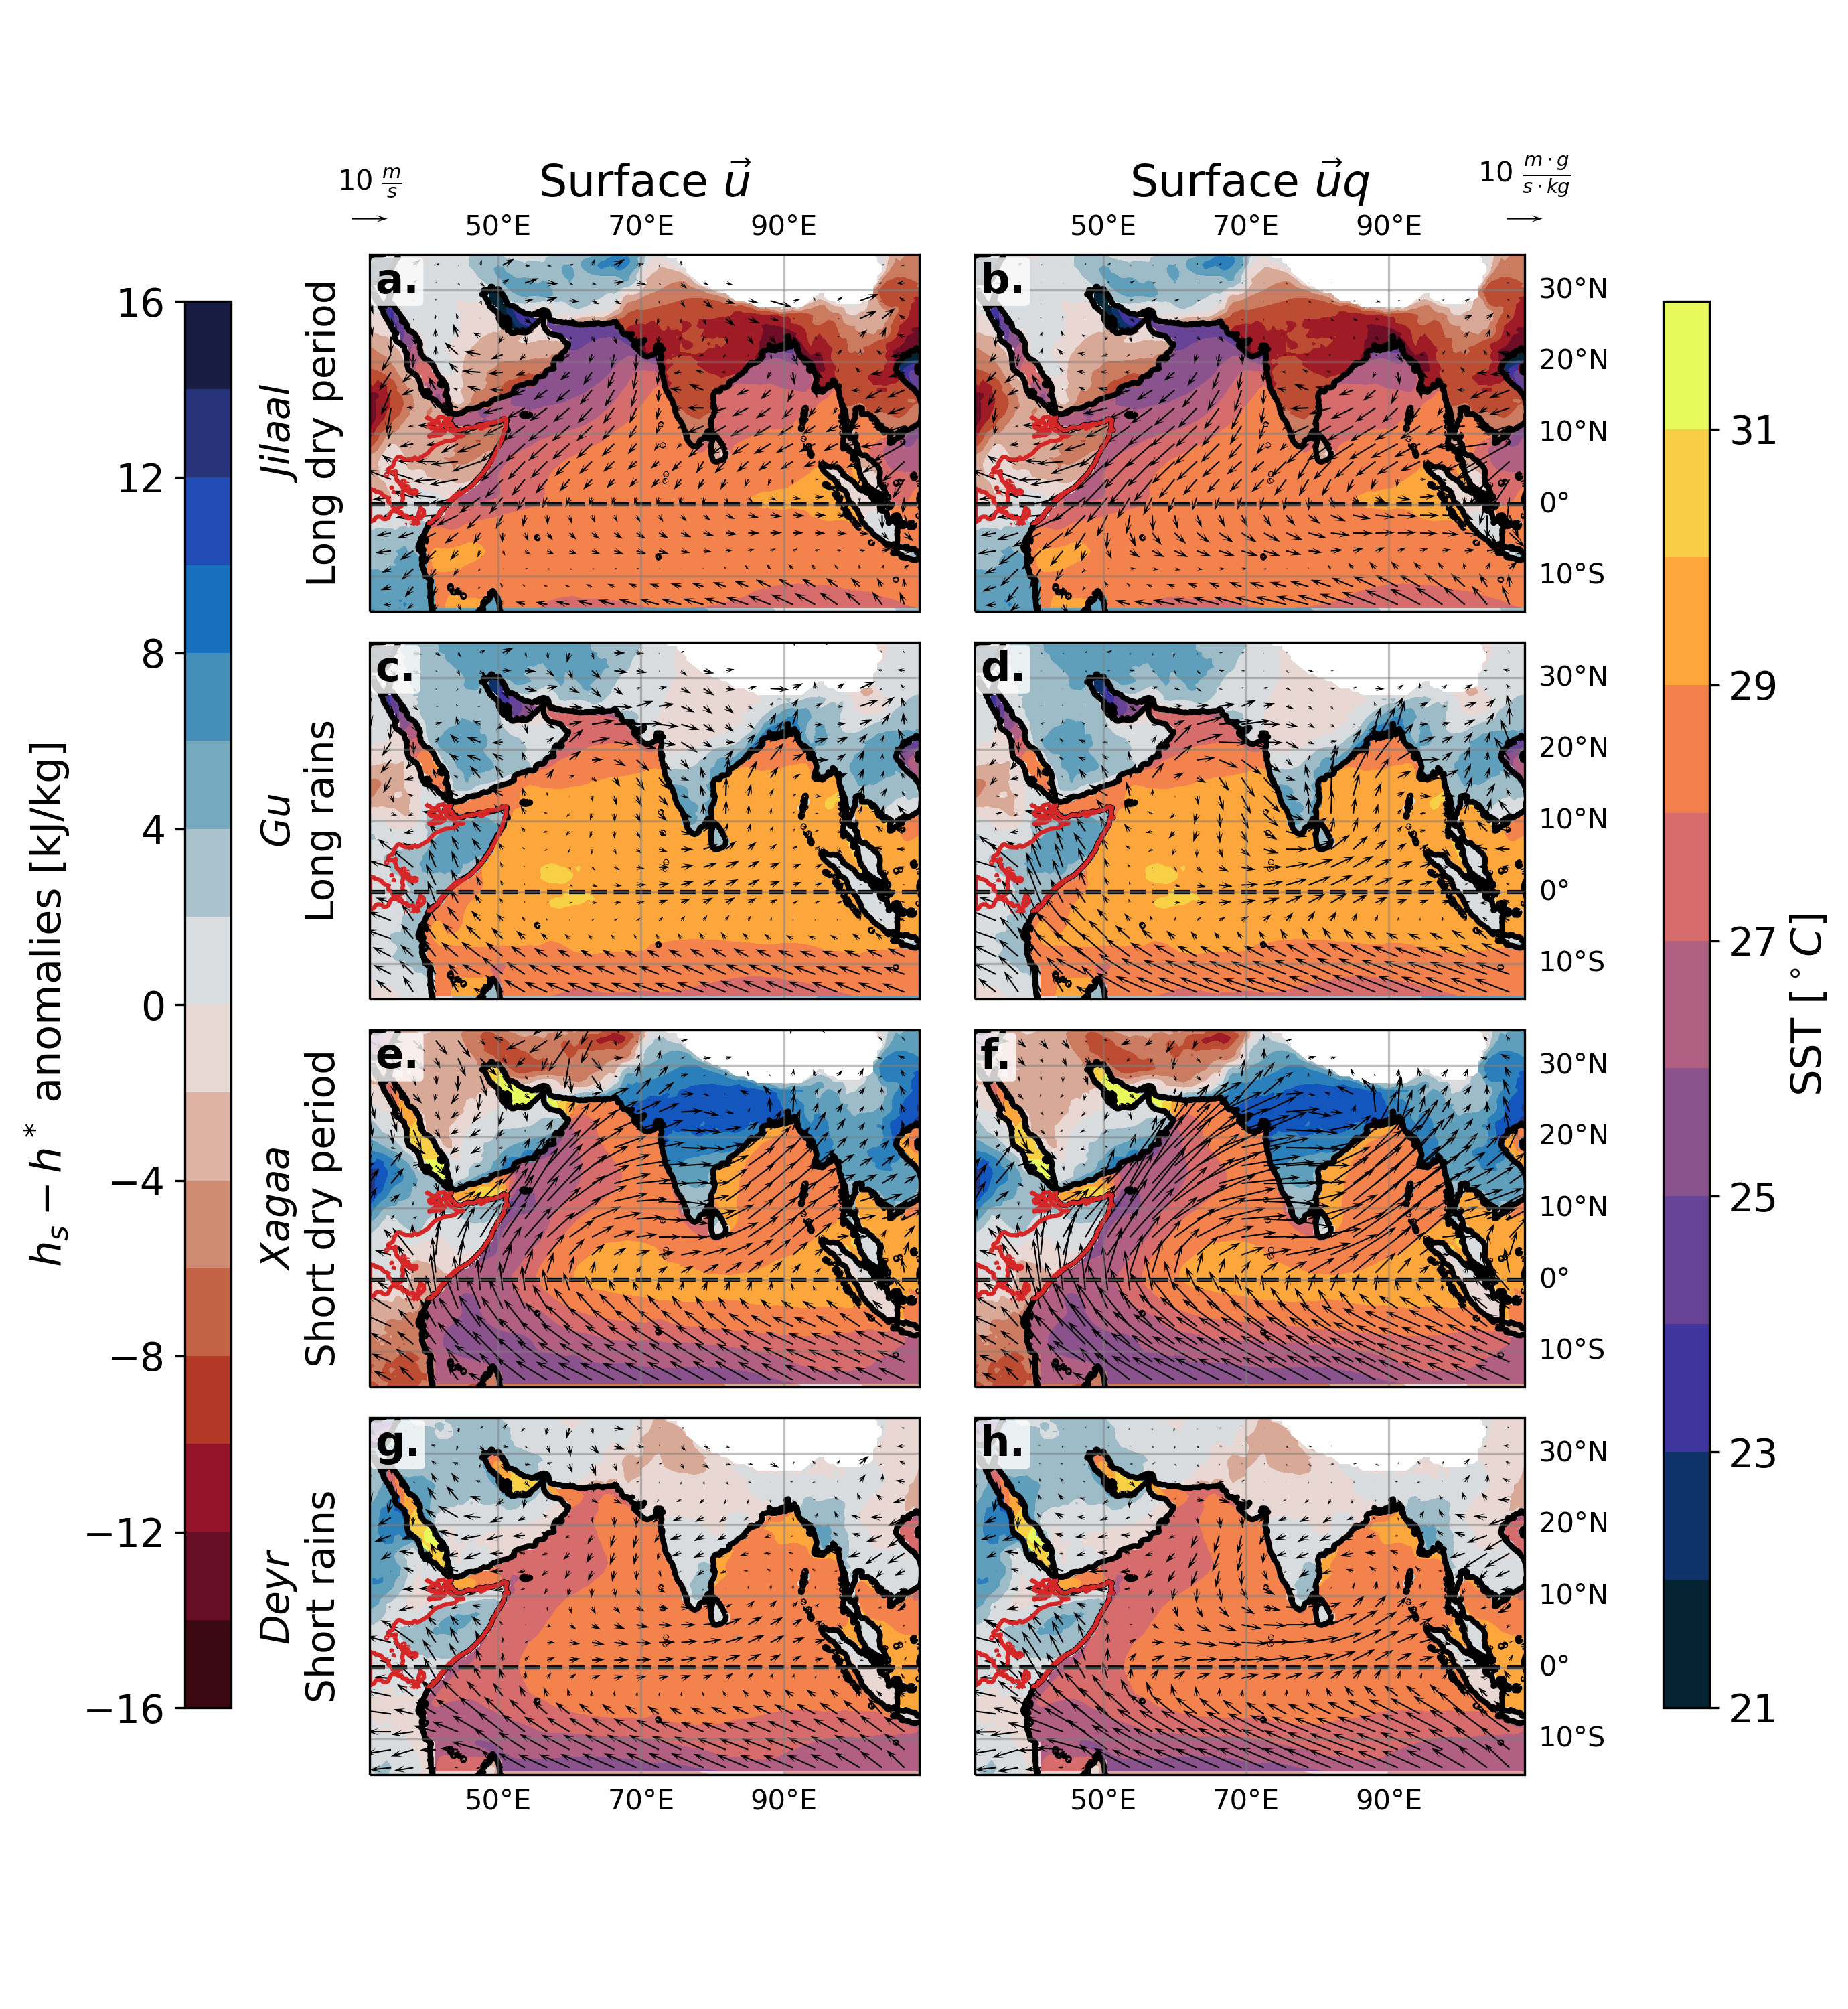 10 m/s
Surface u⃗
Surface u⃗q
10 m·g/s·kg
50°E 70°E 90°E
50°E 70°E 90°E
a.
b.
30°N
20°N
10°N
0°
10°S
Jilaal
Long dry period
c.
d.
30°N
20°N
10°N
0°
10°S
Gu
Long rains
e.
f.
30°N
20°N
10°N
0°
10°S
Xagaa
Short dry period
g.
h.
30°N
20°N
10°N
0°
10°S
Deyr
Short rains
50°E 70°E 90°E
50°E 70°E 90°E
16
12
8
4
0
−4
−8
−12
−16
h_s − h* anomalies [kJ/kg]
31
29
27
25
23
21
SST [°C]